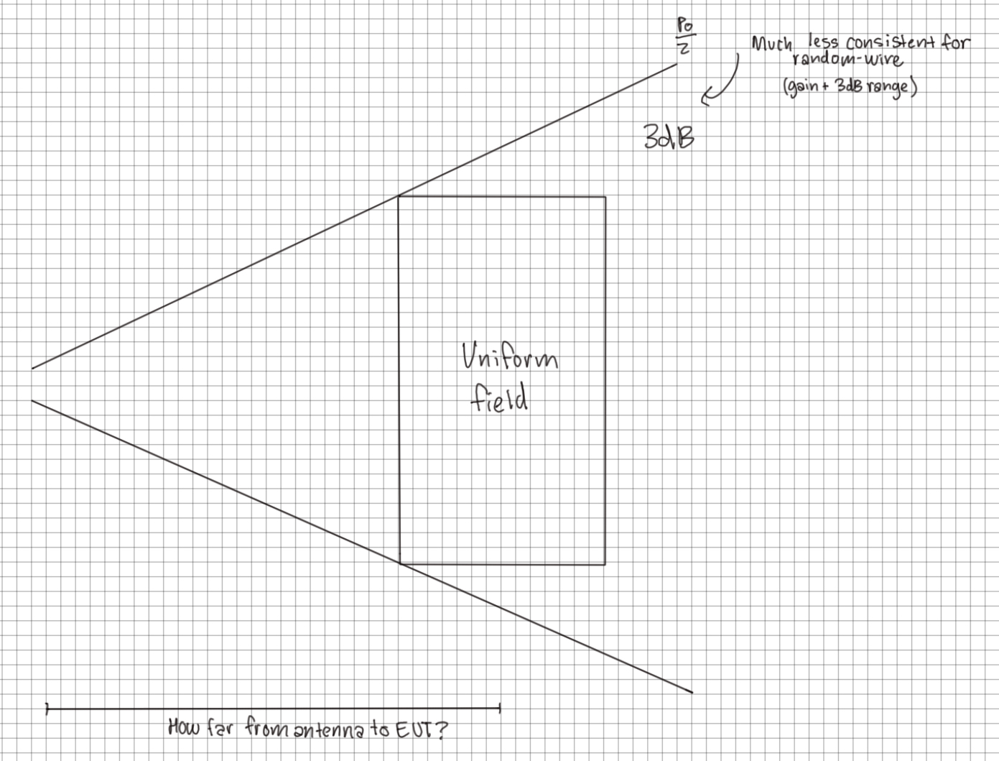 Po
2
Much less consistent for
random-wire
(gain + 3dB range)
3dB
Uniform
field
How far from antenna to EUT?